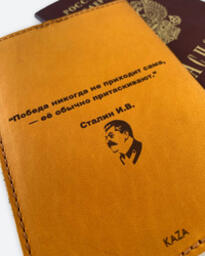 "Победа никогда не приходит сама,
— её обычно притаскивают."
Сталин И.В.
KAZA